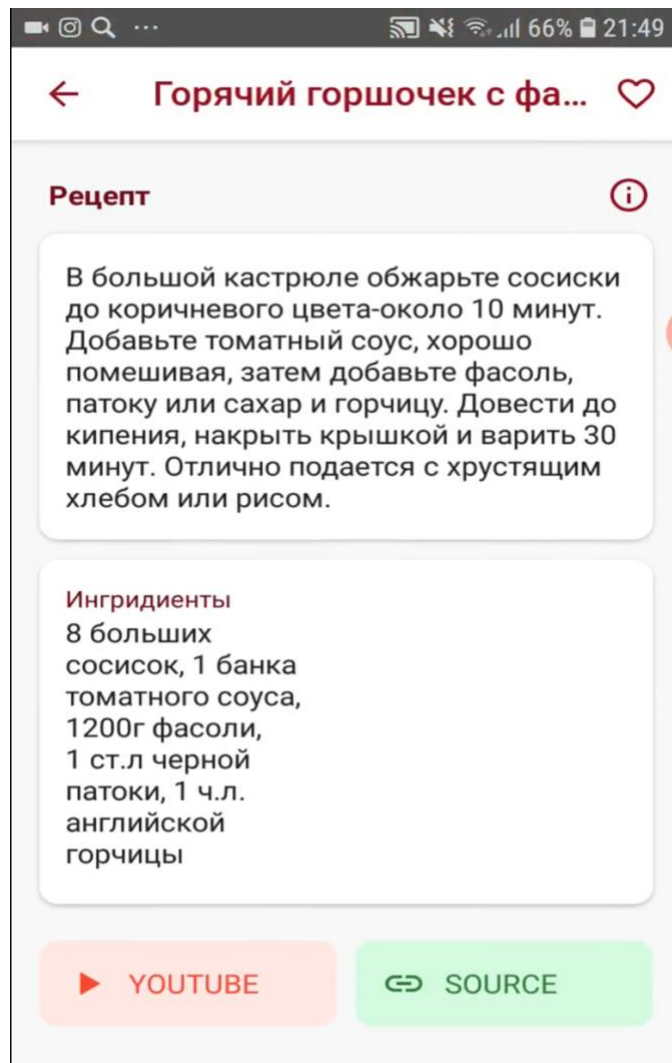 66% 21:49
Горячий горшочек с фа...
Рецепт
В большой кастрюле обжарьте сосиски
до коричневого цвета-около 10 минут.
Добавьте томатный соус, хорошо
помешивая, затем добавьте фасоль,
патоку или сахар и горчицу. Довести до
кипения, накрыть крышкой и варить 30
минут. Отлично подается с хрустящим
хлебом или рисом.
Ингридиенты
8 больших
сосисок, 1 банка
томатного соуса,
1200г фасоли,
1 ст.л черной
патоки, 1 ч.л.
английской
горчицы
YOUTUBE
SOURCE